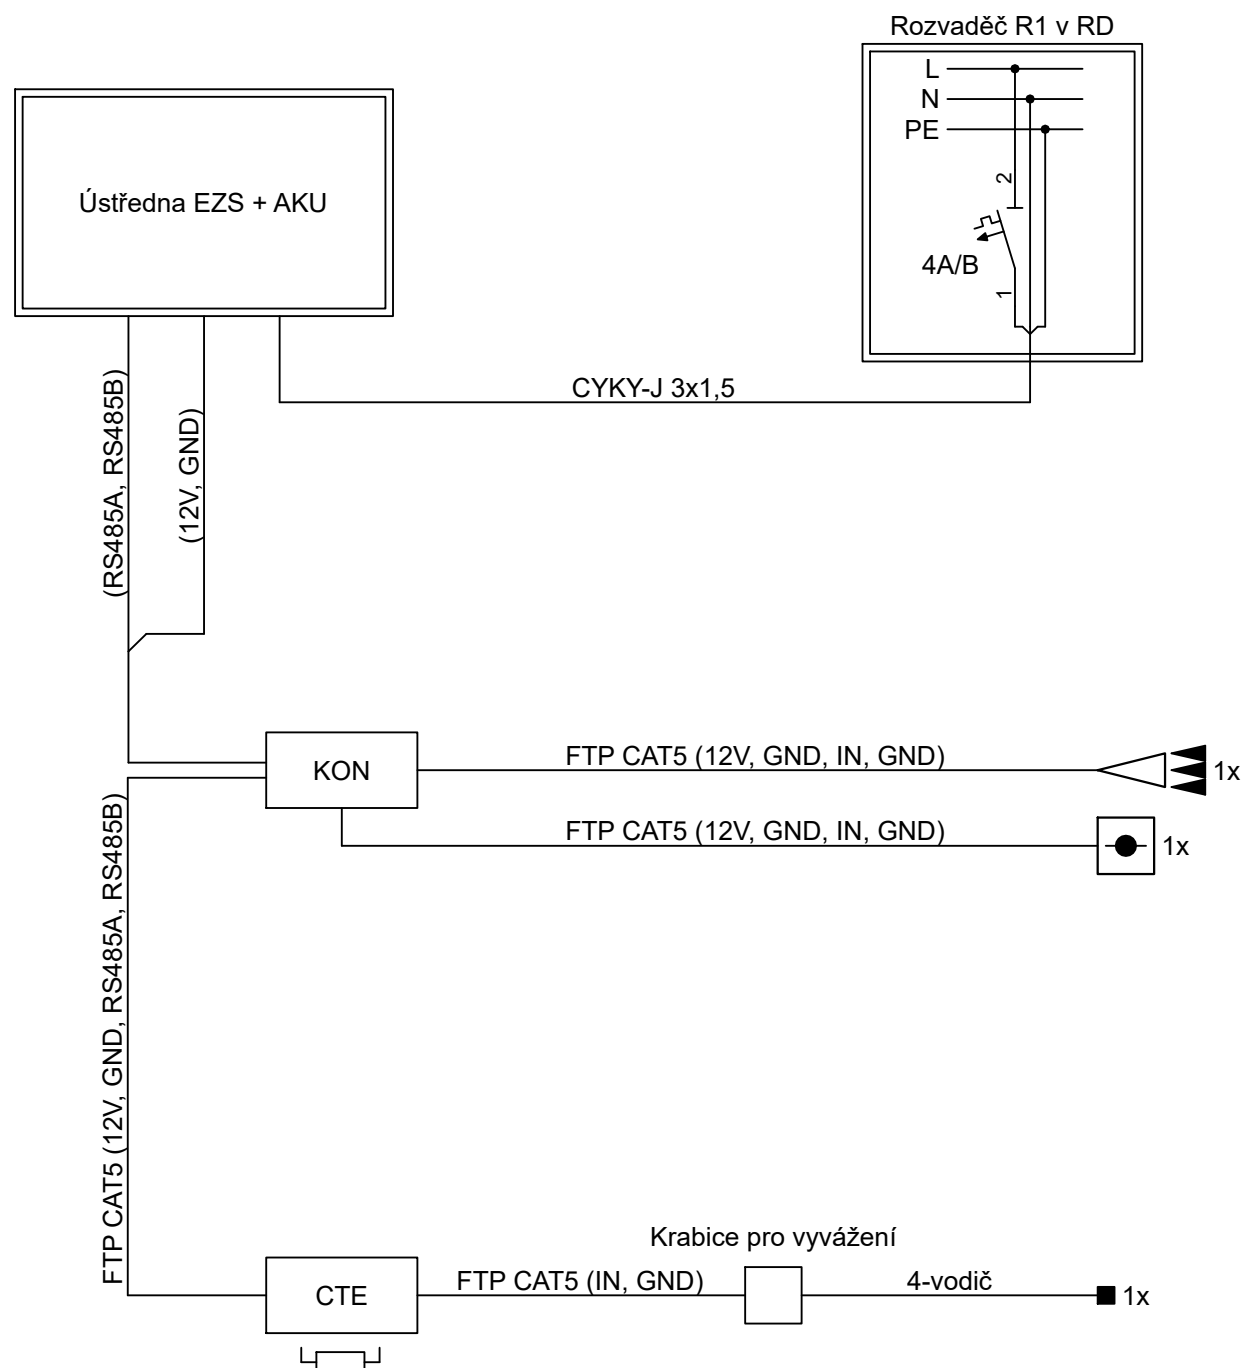 Rozvaděč R1 v RD
L
N
PE
2
4A/B
1
Ústředna EZS + AKU
CYKY-J 3x1,5
(RS485A, RS485B)
(12V, GND)
KON
FTP CAT5 (12V, GND, IN, GND)
1x
FTP CAT5 (12V, GND, IN, GND)
1x
FTP CAT5 (12V, GND, RS485A, RS485B)
Krabice pro vyvážení
CTE
FTP CAT5 (IN, GND)
4-vodič
1x